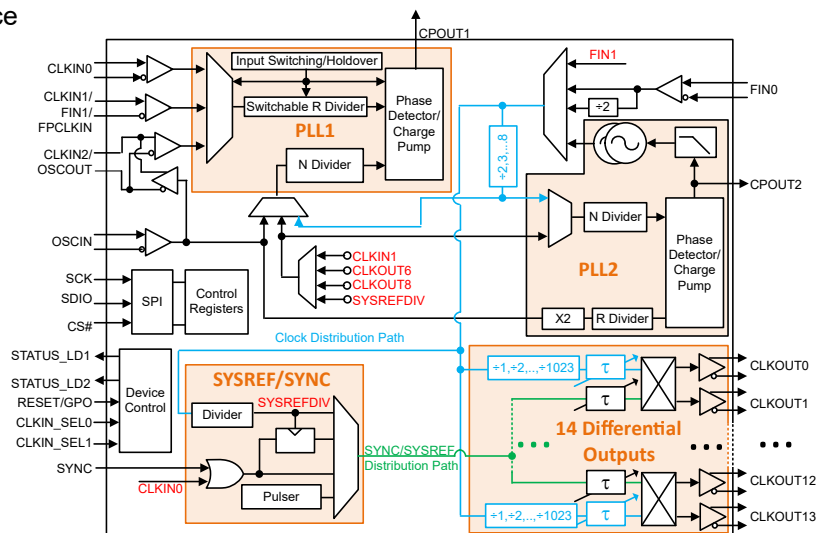 ce
CPOUT1
CLKIN0
CLKIN1/
FIN1/
FPCLKIN
CLKIN2/
OSCOUT
OSCIN
Input Switching/Holdover
Switchable R Divider
PLL1
N Divider
Phase
Detector/
Charge
Pump
÷2,3,...8
FIN1
÷2
FIN0
CPOUT2
N Divider
PLL2
Phase
Detector/
Charge
Pump
X2
R Divider
CLKIN1
CLKOUT6
CLKOUT8
SYSREFDIV
SCK
SDIO
CS#
SPI
Control
Registers
Clock Distribution Path
STATUS_LD1
STATUS_LD2
RESET/GPO
CLKIN_SEL0
CLKIN_SEL1
Device
Control
SYNC
CLKIN0
SYSREF/SYNC
Divider
SYSREFDIV
Pulser
SYNC/SYSREF
Distribution Path
÷1,÷2,..,÷1023
τ
τ
CLKOUT0
CLKOUT1
14 Differential
Outputs
τ
÷1,÷2,..,÷1023
τ
CLKOUT12
CLKOUT13